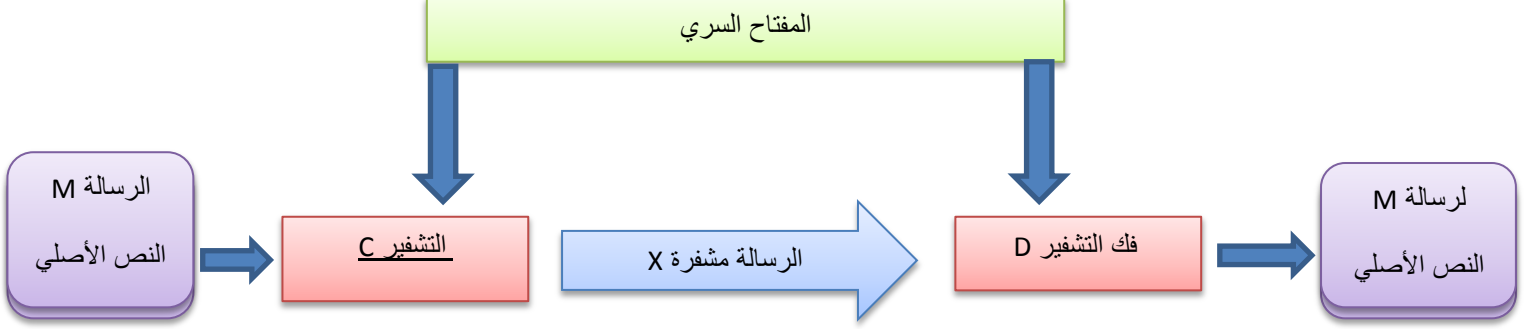 المفتاح السري
الرسالة M
النص الأصلي
التشفير C
الرسالة مشفرة X
فك التشفير D
لرسالة M
النص الأصلي